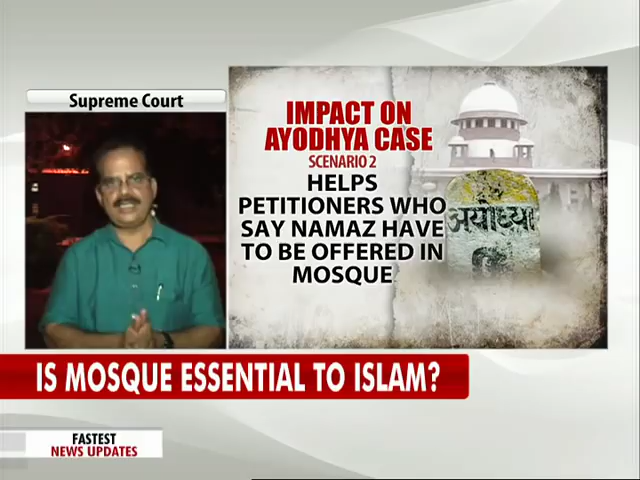 Supreme Court
IMPACT ON
AYODHYA CASE
SCENARIO 2
HELPS
PETITIONERS WHO
SAY NAMAZ HAVE
TO BE OFFERED IN
MOSQUE
अयोध्या
IS MOSQUE ESSENTIAL TO ISLAM?
FASTEST
NEWS UPDATES